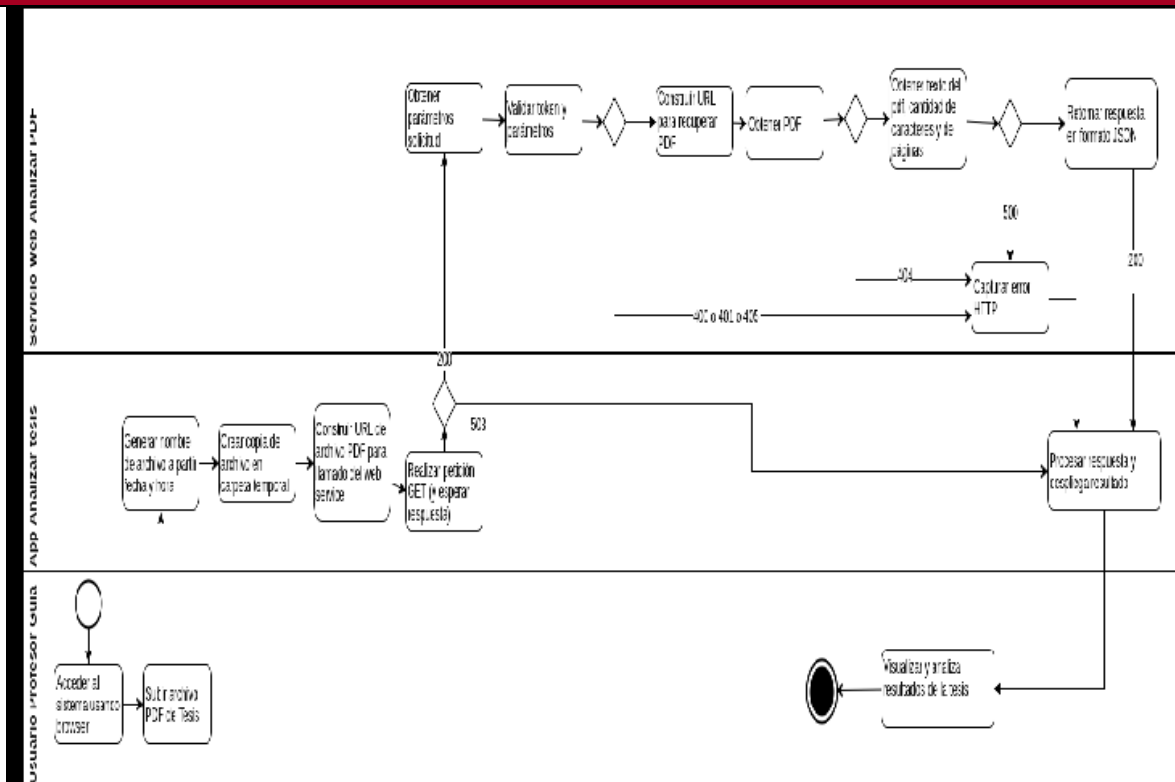 Servicio Web Analizar PDF
Obtener
parámetros
solicitud
Validar token y
parámetros
Construir URL
para recuperar
PDF
Obtener PDF
Obtener texto del
pdf, cantidad de
caracteres y de
páginas
Retornar respuesta
en formato JSON
500
200
404
Capturar error
HTTP
400 o 401 o 405
App Analizar tesis
200
503
Generar nombre
de archivo a partir
fecha y hora
Crear copia de
archivo en
carpeta temporal
Construir URL de
archivo PDF para
llamado del web
service
Realizar petición
GET (y esperar
respuesta)
Procesar respuesta y
despliega resultado
Usuario Profesor Guía
Acceder al
sistema usando
browser
Subir archivo
PDF de Tesis
Visualizar y analiza
resultados de la tesis